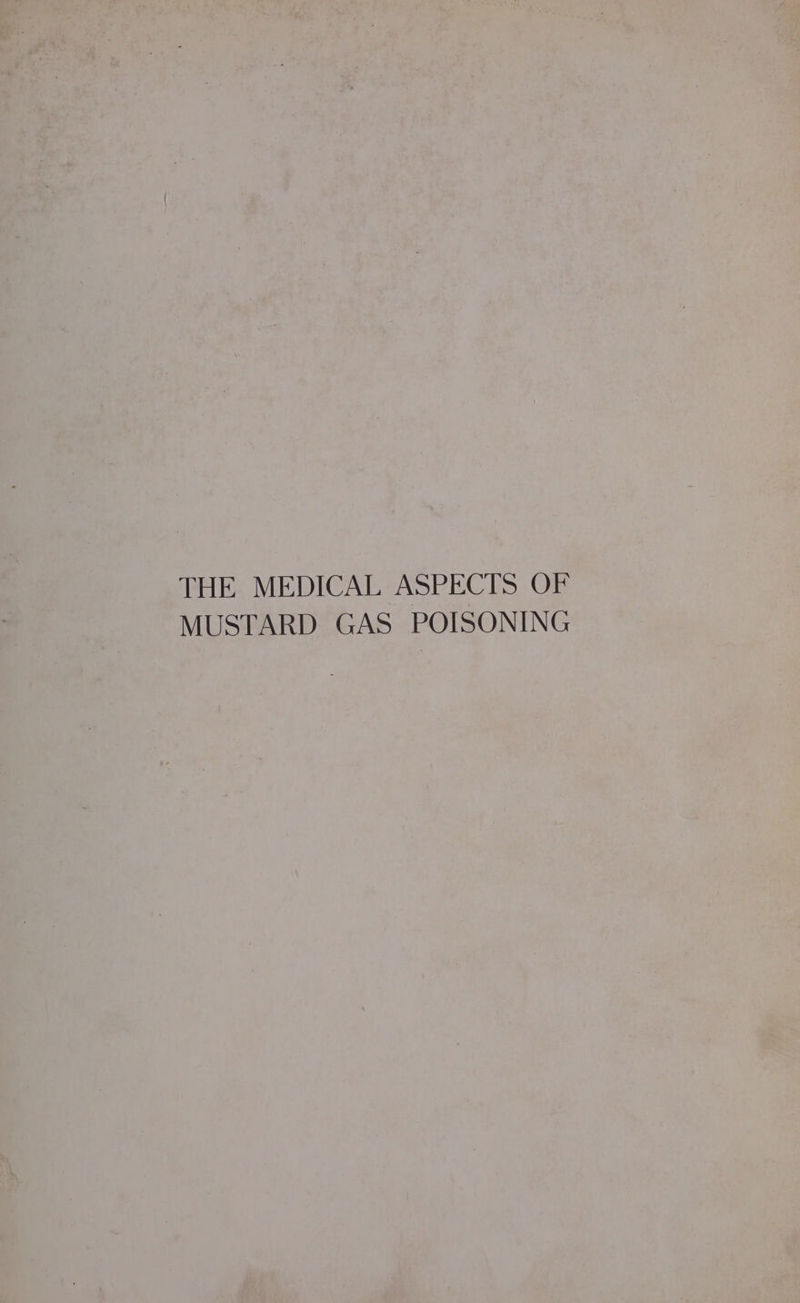 THE MEDICAL ASPECTS OF
MUSTARD GAS POISONING